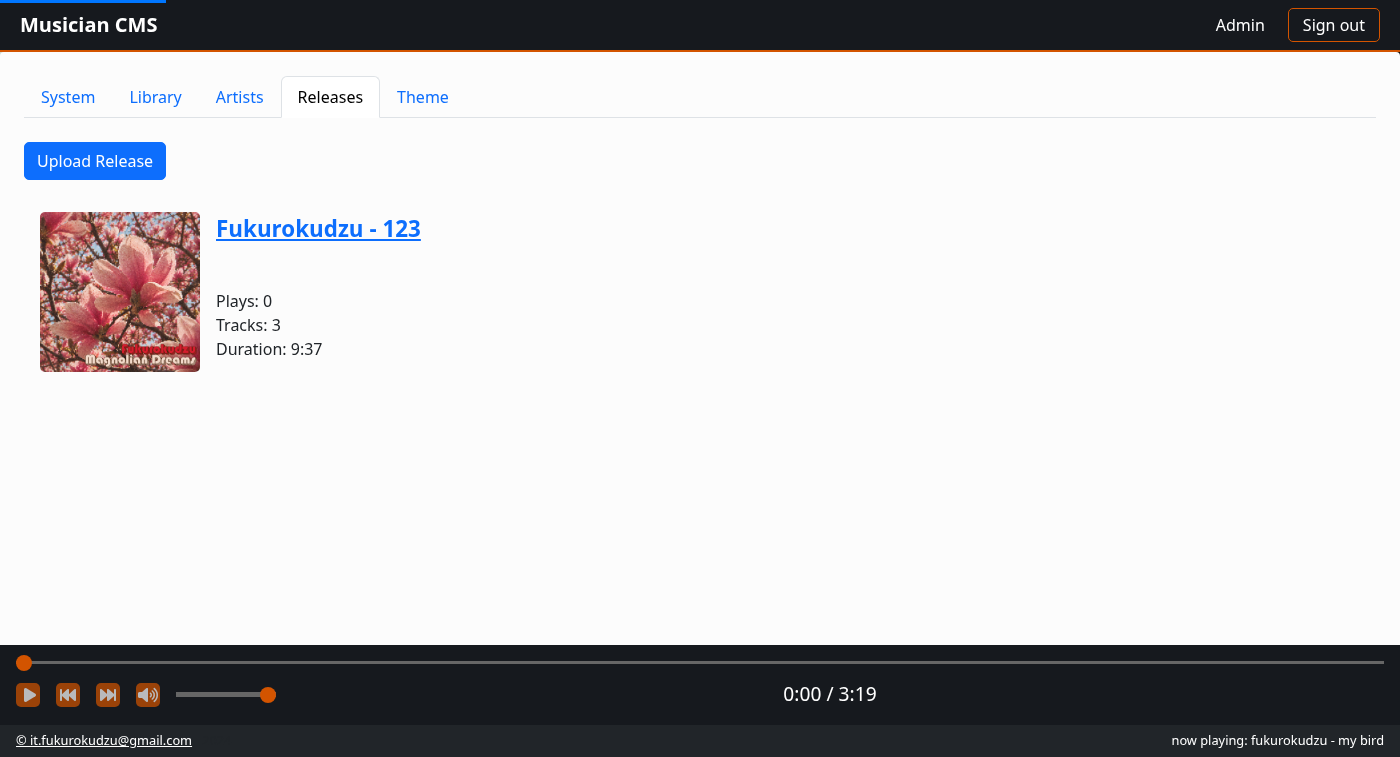 Musician CMS
Admin
Sign out
System
Library
Artists
Releases
Theme
Upload Release
Fukurokudzu - 123
Plays: 0
Tracks: 3
Duration: 9:37
Fukurokudzu
Magnolian Dreams
0:00 / 3:19
© it.fukurokudzu@gmail.com
now playing: fukurokudzu - my bird